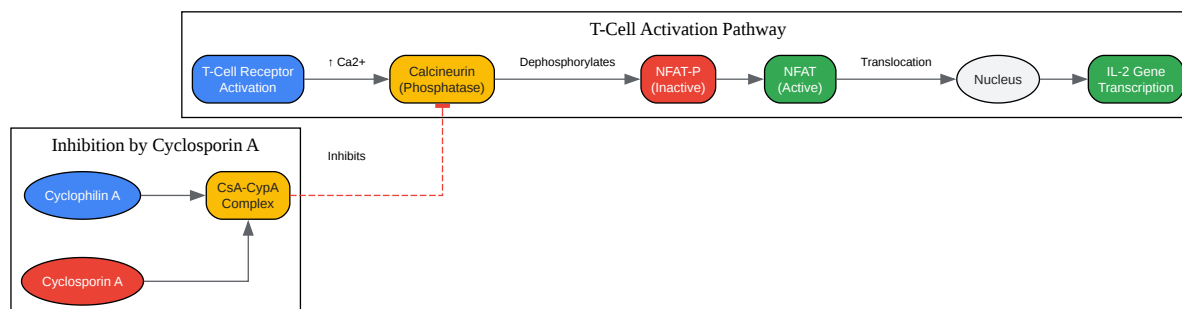 T-Cell Activation Pathway
T-Cell Receptor
Activation
↑ Ca2+
Calcineurin
(Phosphatase)
Dephosphorylates
NFAT-P
(Inactive)
NFAT
(Active)
Translocation
Nucleus
IL-2 Gene
Transcription
Inhibition by Cyclosporin A
Cyclophilin A
CsA-CypA
Complex
Inhibits
Cyclosporin A